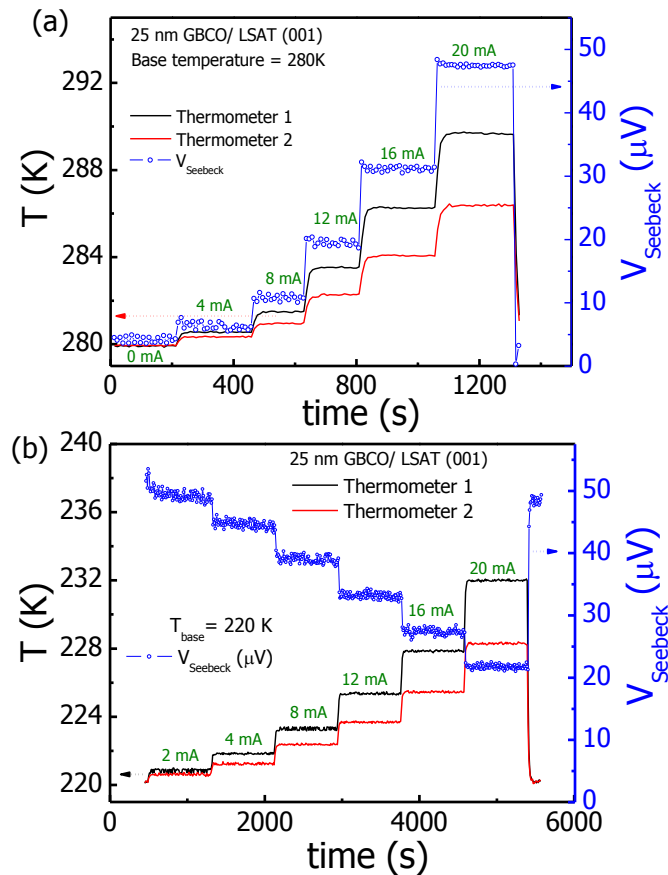 (a)
25 nm GBCO/ LSAT (001)
Base temperature = 280K
Thermometer 1
Thermometer 2
V_Seebeck
0 mA
4 mA
8 mA
12 mA
16 mA
20 mA
T (K)
292
288
284
280
V_Seebeck (μV)
50
40
30
20
10
0
0 400 800 1200
time (s)
(b)
25 nm GBCO/ LSAT (001)
Thermometer 1
Thermometer 2
T_base = 220 K
V_Seebeck (μV)
2 mA
4 mA
8 mA
12 mA
16 mA
20 mA
T (K)
240
236
232
228
224
220
V_Seebeck (μV)
50
40
30
20
10
0
0 2000 4000 6000
time (s)